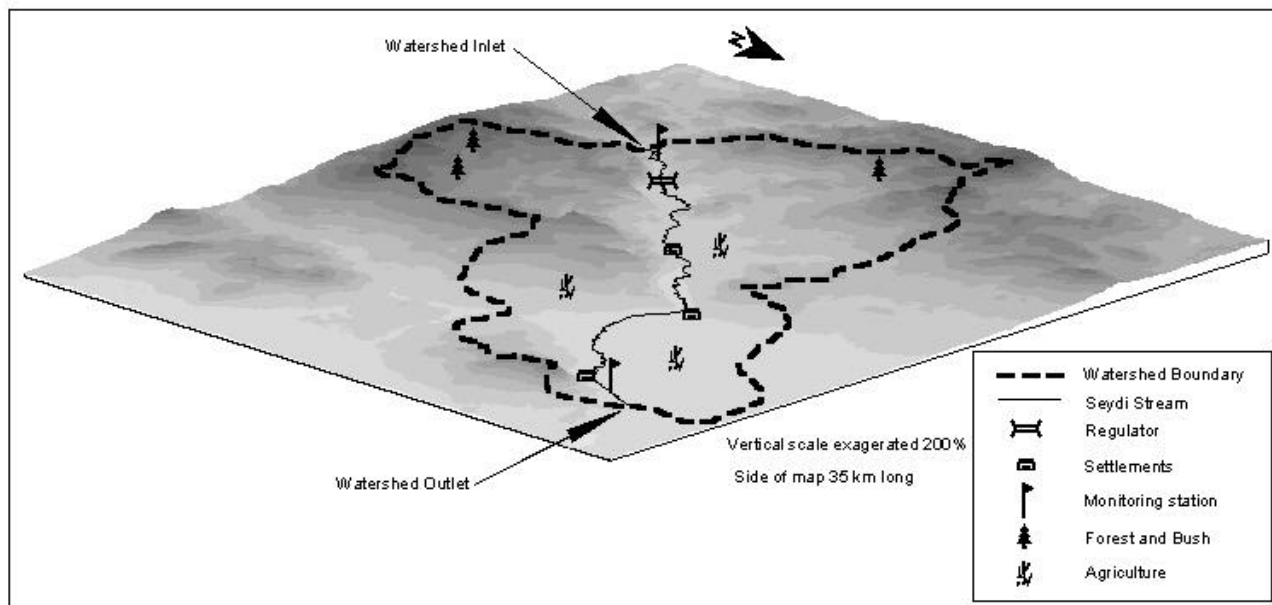 Watershed Inlet
N
Vertical scale exagerated 200%
Side of map 35 km long
Watershed Outlet
Watershed Boundary
Seydi Stream
Regulator
Settlements
Monitoring station
Forest and Bush
Agriculture